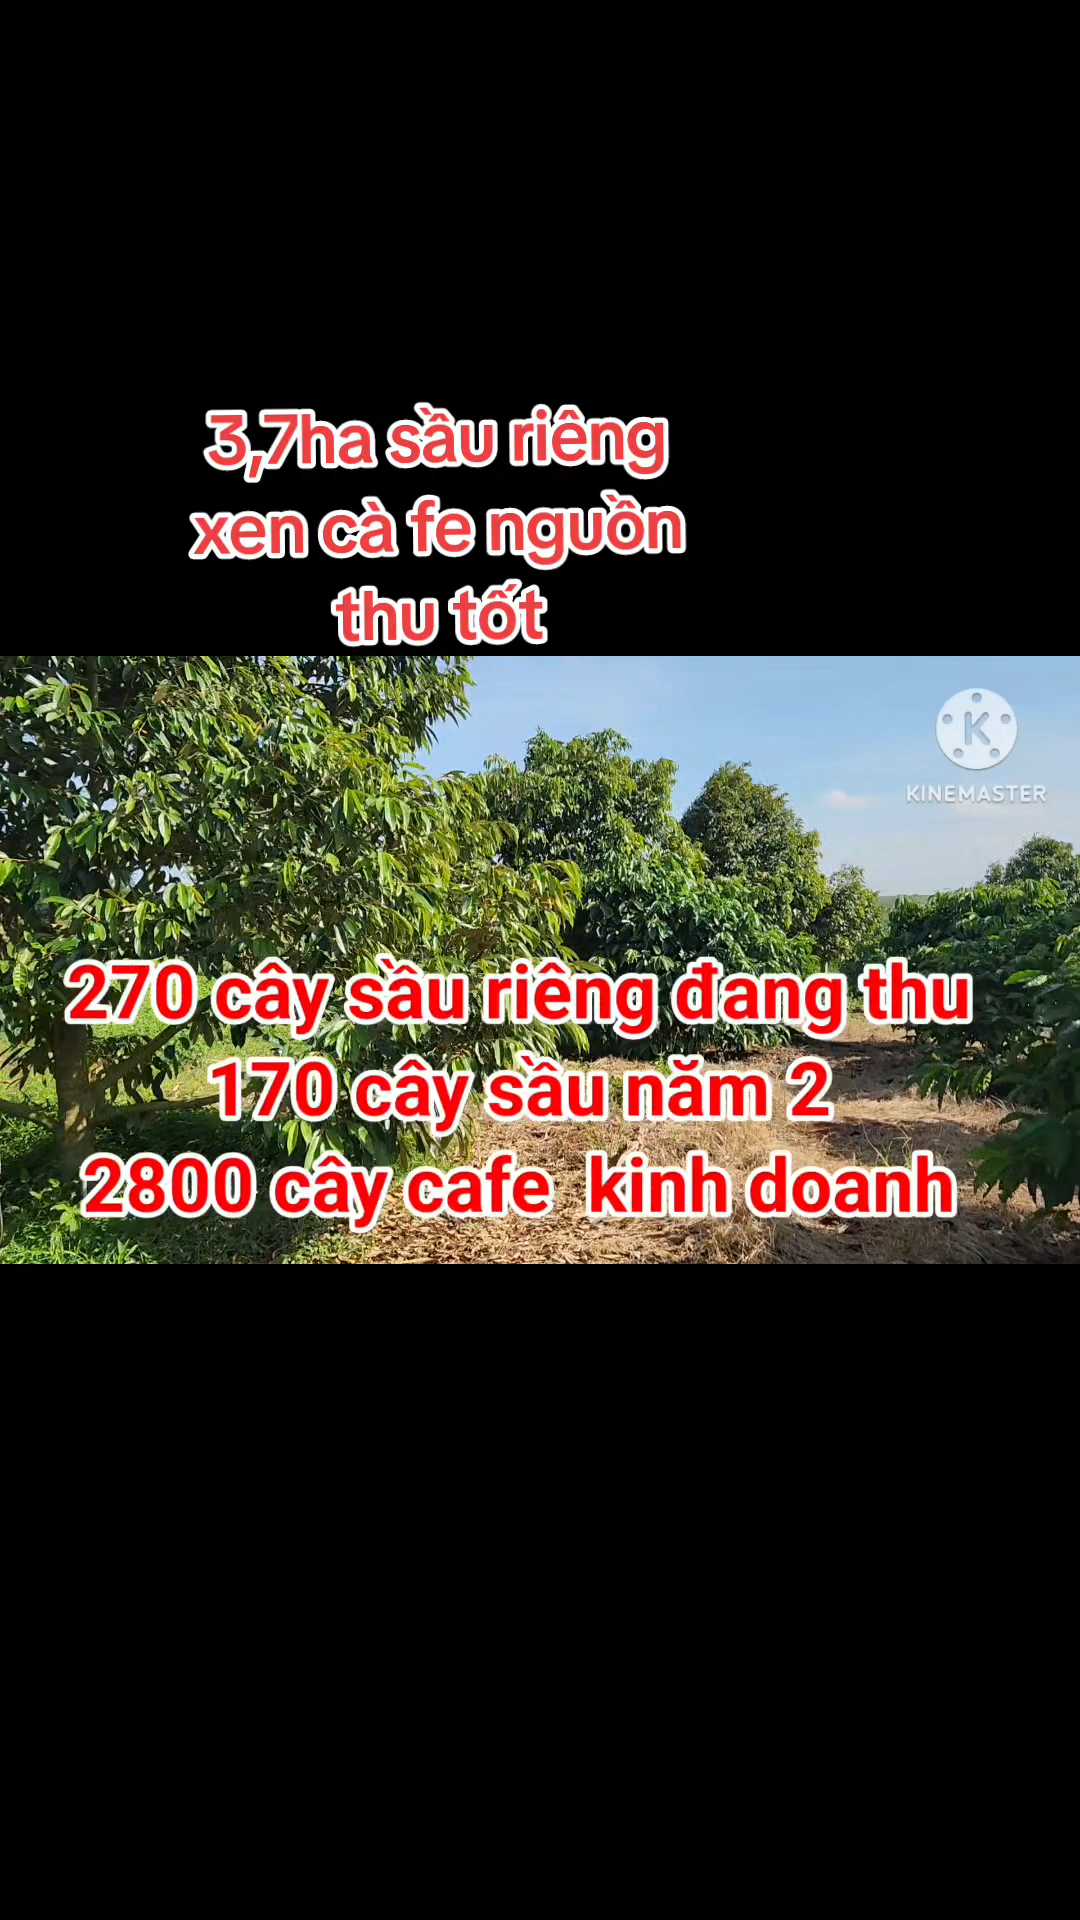 3,7ha sầu riêng
xen cà fe nguồn
thu tốt
K
KINEMASTER
270 cây sầu riêng đang thu
170 cây sầu năm 2
2800 cây cafe kinh doanh